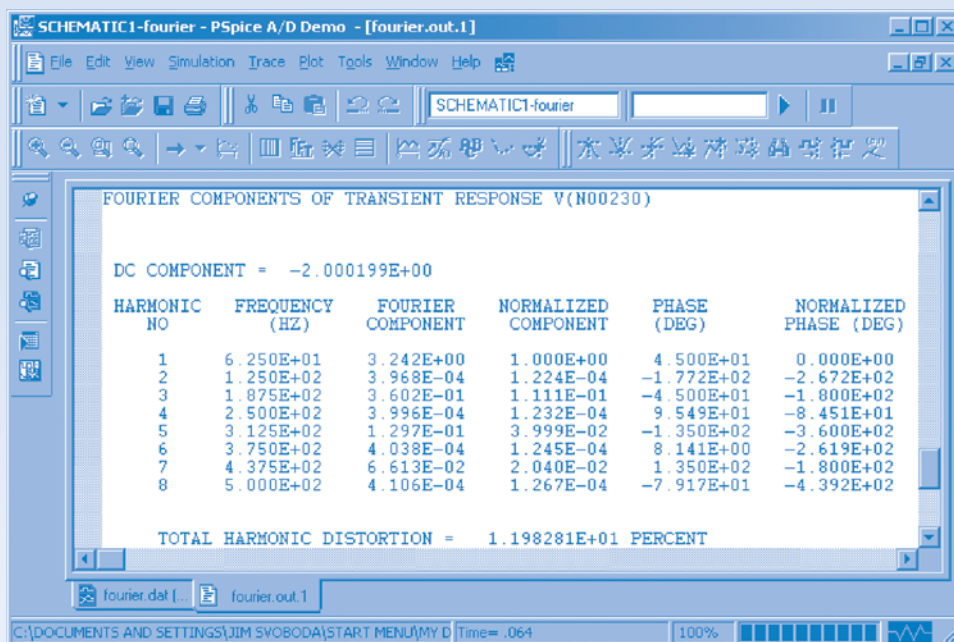 SCHEMATIC1-fourier - PSpice A/D Demo - [fourier.out.1]
File Edit View Simulation Trace Plot Tools Window Help
SCHEMATIC1-fourier
FOURIER COMPONENTS OF TRANSIENT RESPONSE V(N00230)
DC COMPONENT = -2.000199E+00
HARMONIC FREQUENCY FOURIER NORMALIZED PHASE NORMALIZED
NO (HZ) COMPONENT COMPONENT (DEG) PHASE (DEG)
1 6.250E+01 3.242E+00 1.000E+00 4.500E+01 0.000E+00
2 1.250E+02 3.968E-04 1.224E-04 -1.772E+02 -2.672E+02
3 1.875E+02 3.602E-01 1.111E-01 -4.500E+01 -1.800E+02
4 2.500E+02 3.996E-04 1.232E-04 9.549E+01 -8.451E+01
5 3.125E+02 1.297E-01 3.999E-02 -1.350E+02 -3.600E+02
6 3.750E+02 4.038E-04 1.245E-04 8.141E+00 -2.619E+02
7 4.375E+02 6.613E-02 2.040E-02 1.350E+02 -1.800E+02
8 5.000E+02 4.106E-04 1.267E-04 -7.917E+01 -4.392E+02
TOTAL HARMONIC DISTORTION = 1.198281E+01 PERCENT
fourier.dat (... fourier.out.1
C:\DOCUMENTS AND SETTINGS\JIM SVOBODA\START MENU\MY D Time= .064 100%